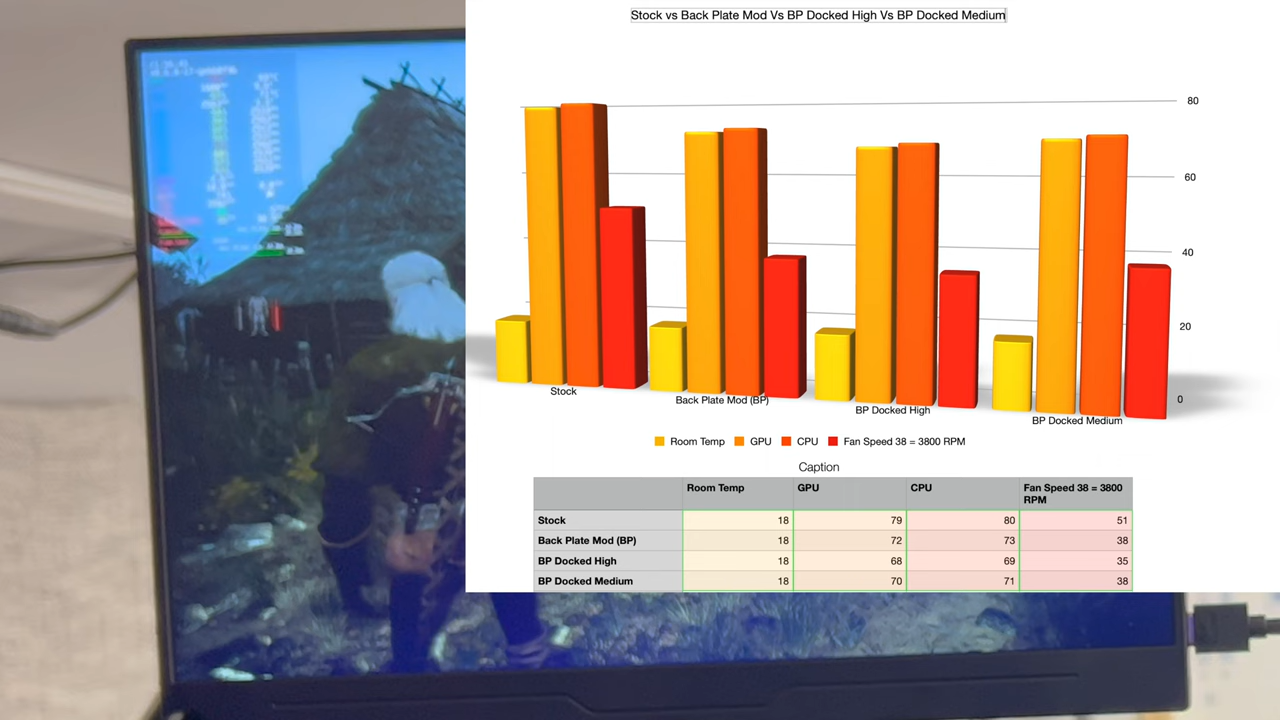 Stock vs Back Plate Mod Vs BP Docked High Vs BP Docked Medium
80
60
40
20
0
Stock
Back Plate Mod (BP)
BP Docked High
BP Docked Medium
Room Temp GPU CPU Fan Speed 38 = 3800 RPM
Caption
Room Temp GPU CPU Fan Speed 38 = 3800
RPM
Stock 18 79 80 51
Back Plate Mod (BP) 18 72 73 38
BP Docked High 18 68 69 35
BP Docked Medium 18 70 71 38